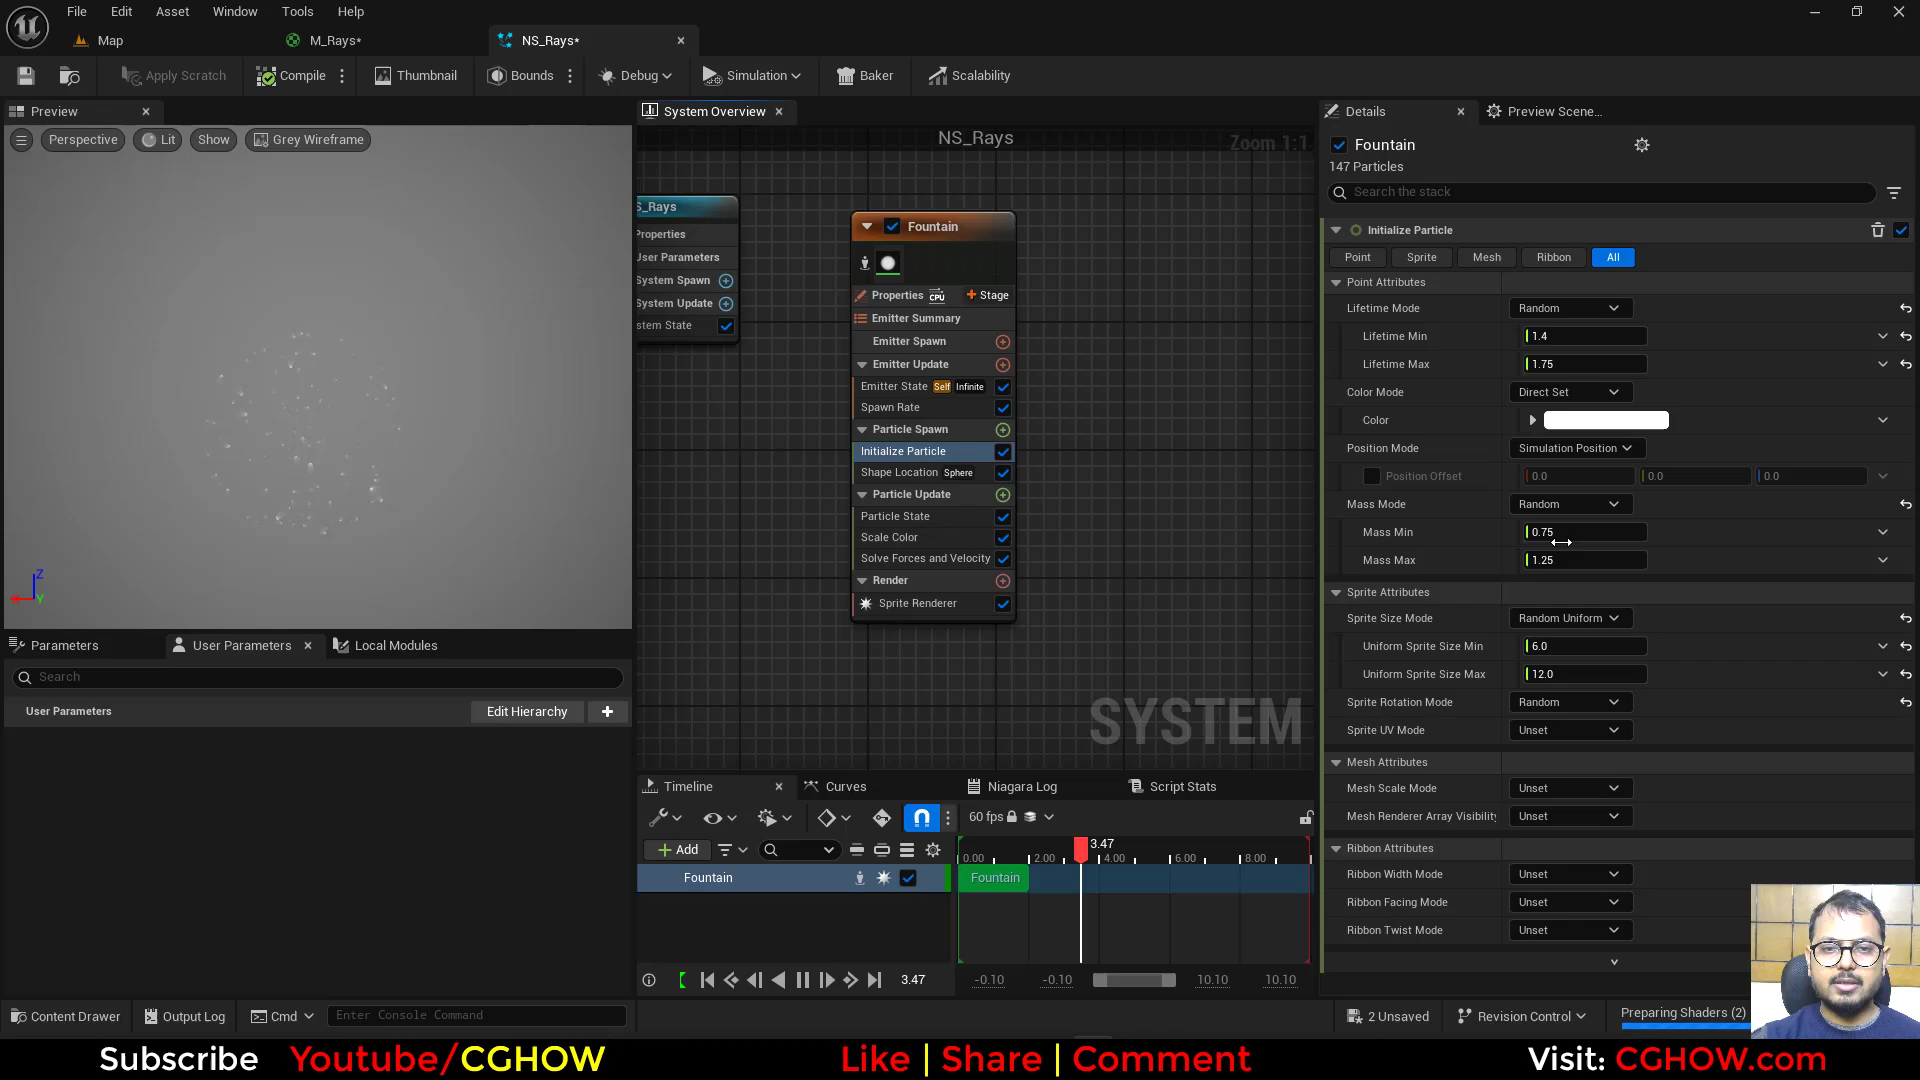 File Edit Asset Window Tools Help
Map M_Rays* NS_Rays*
Apply Scratch Compile Thumbnail Bounds Debug Simulation Baker Scalability
Preview
Perspective Lit Show Grey Wireframe
Z
Y
System Overview
NS_Rays
Zoom 1:1
S_Rays
Properties
User Parameters
System Spawn
System Update
stem State
Fountain
Properties CPU Stage
Emitter Summary
Emitter Spawn
Emitter Update
Emitter State Self Infinite
Spawn Rate
Particle Spawn
Initialize Particle
Shape Location Sphere
Particle Update
Particle State
Scale Color
Solve Forces and Velocity
Render
Sprite Renderer
SYSTEM
Details Preview Scene...
Fountain
147 Particles
Search the stack
Initialize Particle
Point Sprite Mesh Ribbon All
Point Attributes
Lifetime Mode Random
Lifetime Min 1.4
Lifetime Max 1.75
Color Mode Direct Set
Color
Position Mode Simulation Position
Position Offset 0.0 0.0 0.0
Mass Mode Random
Mass Min 0.75
Mass Max 1.25
Sprite Attributes
Sprite Size Mode Random Uniform
Uniform Sprite Size Min 6.0
Uniform Sprite Size Max 12.0
Sprite Rotation Mode Random
Sprite UV Mode Unset
Mesh Attributes
Mesh Scale Mode Unset
Mesh Renderer Array Visibility Unset
Ribbon Attributes
Ribbon Width Mode Unset
Ribbon Facing Mode Unset
Ribbon Twist Mode Unset
Parameters User Parameters Local Modules
Search
User Parameters Edit Hierarchy
Timeline Curves Niagara Log Script Stats
60 fps
Add
3.47
0.00 2.00 4.00 6.00 8.00
Fountain Fountain
3.47 -0.10 -0.10 10.10 10.10
Content Drawer Output Log Cmd Enter Console Command 2 Unsaved Revision Control Preparing Shaders (2)
Subscribe Youtube/CGHOW Like | Share | Comment Visit: CGHOW.com